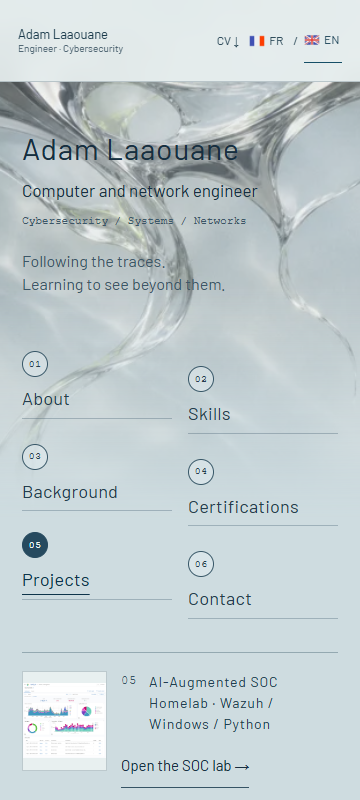 Adam Laaouane
Engineer · Cybersecurity
CV ↓ FR / EN
Adam Laaouane
Computer and network engineer
Cybersecurity / Systems / Networks
Following the traces.
Learning to see beyond them.
01
About
02
Skills
03
Background
04
Certifications
05
Projects
06
Contact
05 AI-Augmented SOC
Homelab · Wazuh /
Windows / Python
Open the SOC lab →